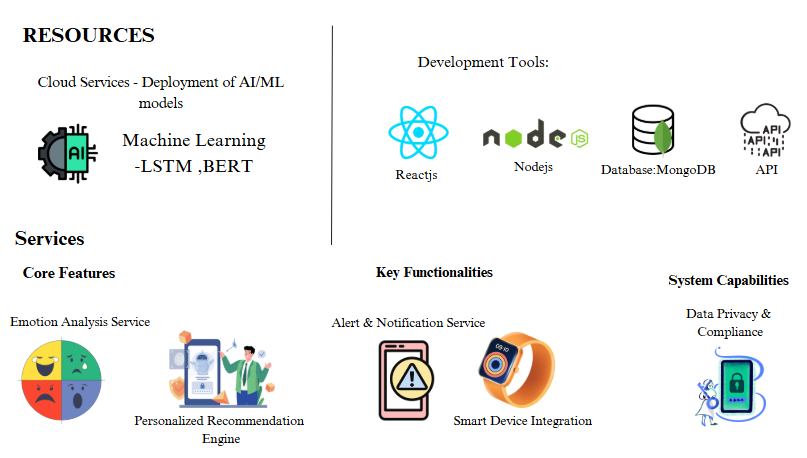 RESOURCES
Cloud Services - Deployment of AI/ML
models
AI
Machine Learning
-LSTM ,BERT
Development Tools:
Reactjs
node
JS
Nodejs
Database:MongoDB
API
API
API
API
Services
Core Features
Emotion Analysis Service
Personalized Recommendation
Engine
Key Functionalities
Alert & Notification Service
09:10
Smart Device Integration
System Capabilities
Data Privacy &
Compliance